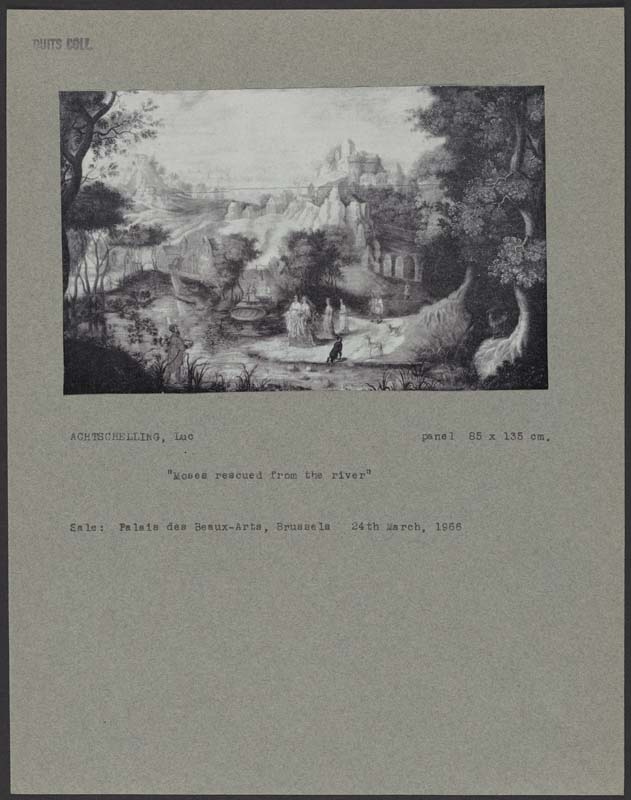 DUITS COLL.
ACHTSCHELLING, Luc panel 85 x 135 cm.
"Moses rescued from the river"
Sale: Palais des Beaux-Arts, Brussels 24th March, 1966